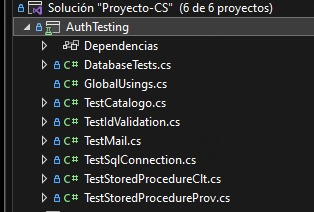 Solución "Proyecto-CS" (6 de 6 proyectos)
AuthTesting
Dependencias
C# DatabaseTests.cs
C# GlobalUsings.cs
C# TestCatalogo.cs
C# TestIdValidation.cs
C# TestMail.cs
C# TestSqlConnection.cs
C# TestStoredProcedureClt.cs
C# TestStoredProcedureProv.cs